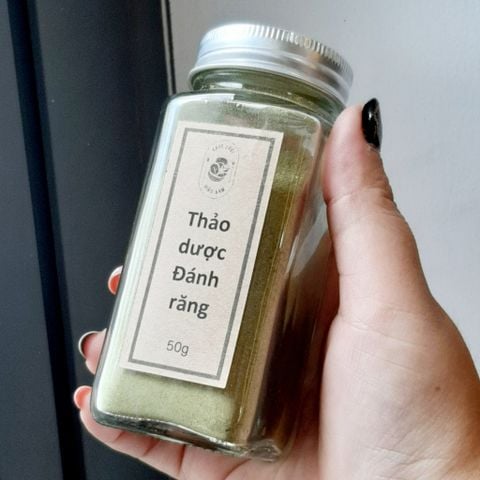 Thảo
dược
Đánh
răng
50g